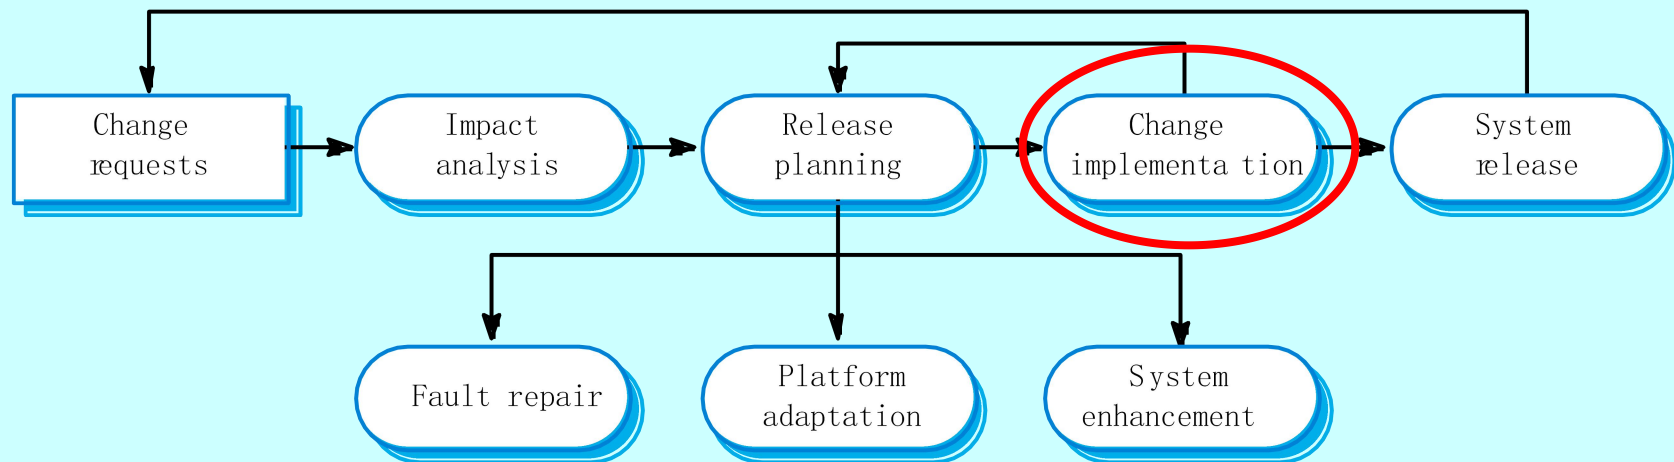 Change
requests
Impact
analysis
Release
planning
Change
implementa tion
System
release
Fault repair
Platform
adaptation
System
enhancement